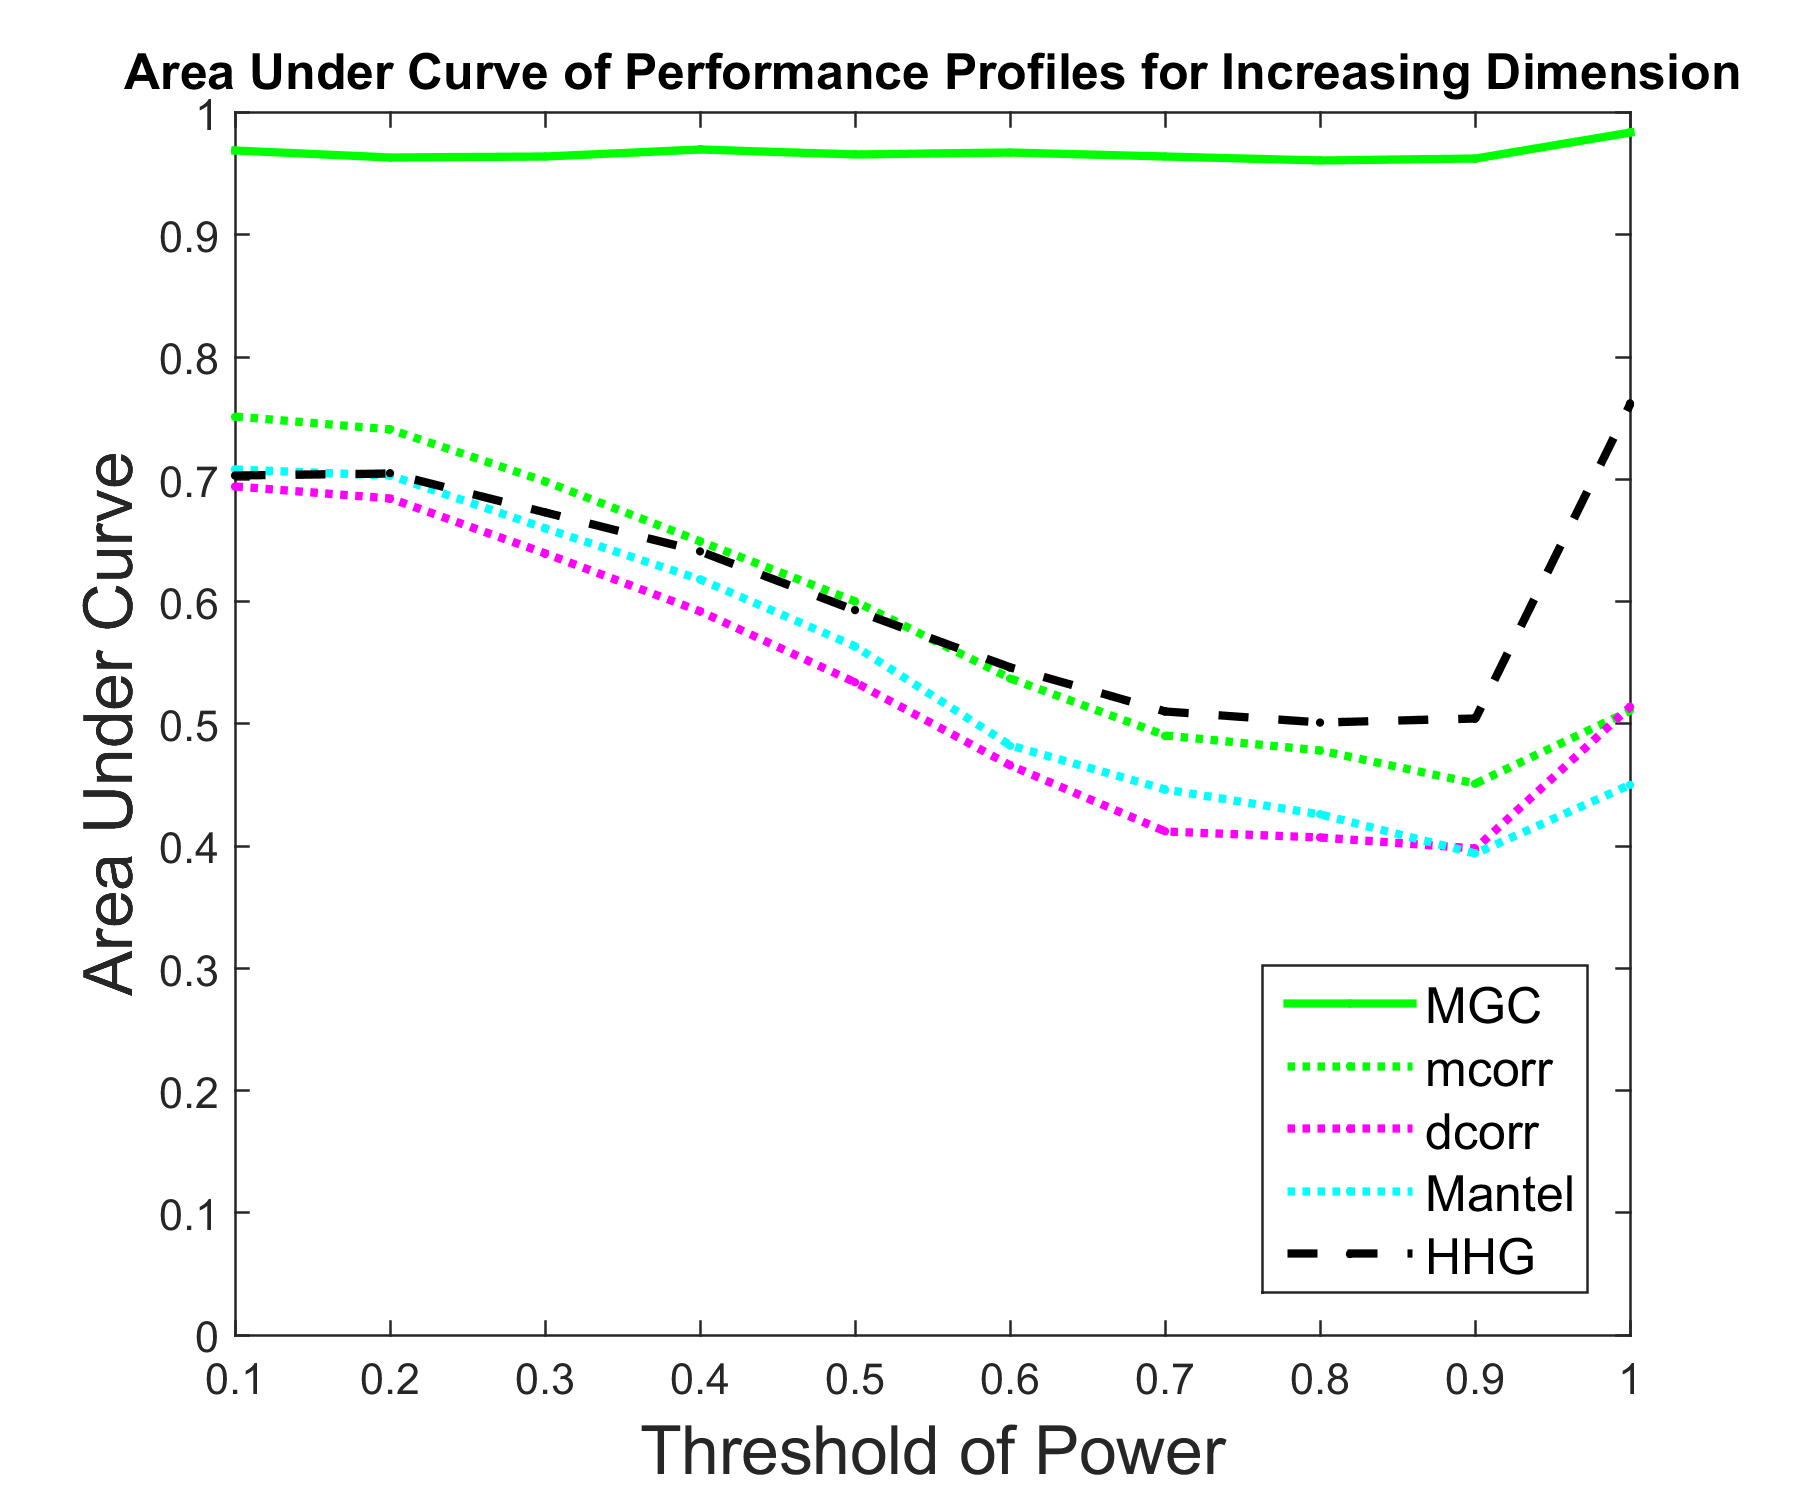 Area Under Curve of Performance Profiles for Increasing Dimension
1
0.9
0.8
0.7
0.6
0.5
0.4
0.3
0.2
0.1
0
Area Under Curve
MGC
mcorr
dcorr
Mantel
HHG
0.1 0.2 0.3 0.4 0.5 0.6 0.7 0.8 0.9 1
Threshold of Power